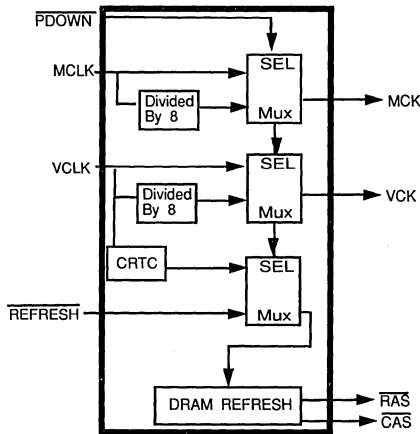 PDOWN
SEL
MCLK
Divided
By 8
Mux
MCK
SEL
VCLK
Divided
By 8
Mux
VCK
CRTC
SEL
REFRESH
Mux
DRAM REFRESH
RAS
CAS